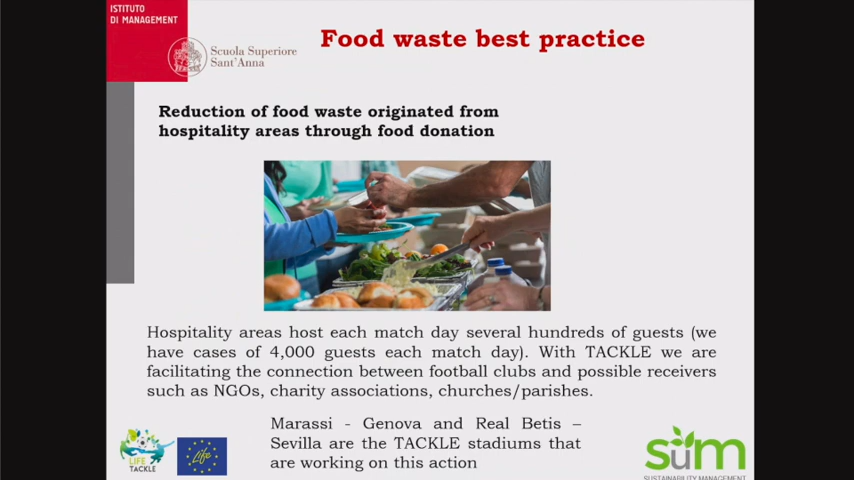 ISTITUTO
DI MANAGEMENT
Scuola Superiore
Sant'Anna
Food waste best practice
Reduction of food waste originated from
hospitality areas through food donation
Hospitality areas host each match day several hundreds of guests (we
have cases of 4,000 guests each match day). With TACKLE we are
facilitating the connection between football clubs and possible receivers
such as NGOs, charity associations, churches/parishes.
Marassi - Genova and Real Betis –
Sevilla are the TACKLE stadiums that
are working on this action
LIFE
TACKLE
Life
SuM
SUSTAINABILITY MANAGEMENT